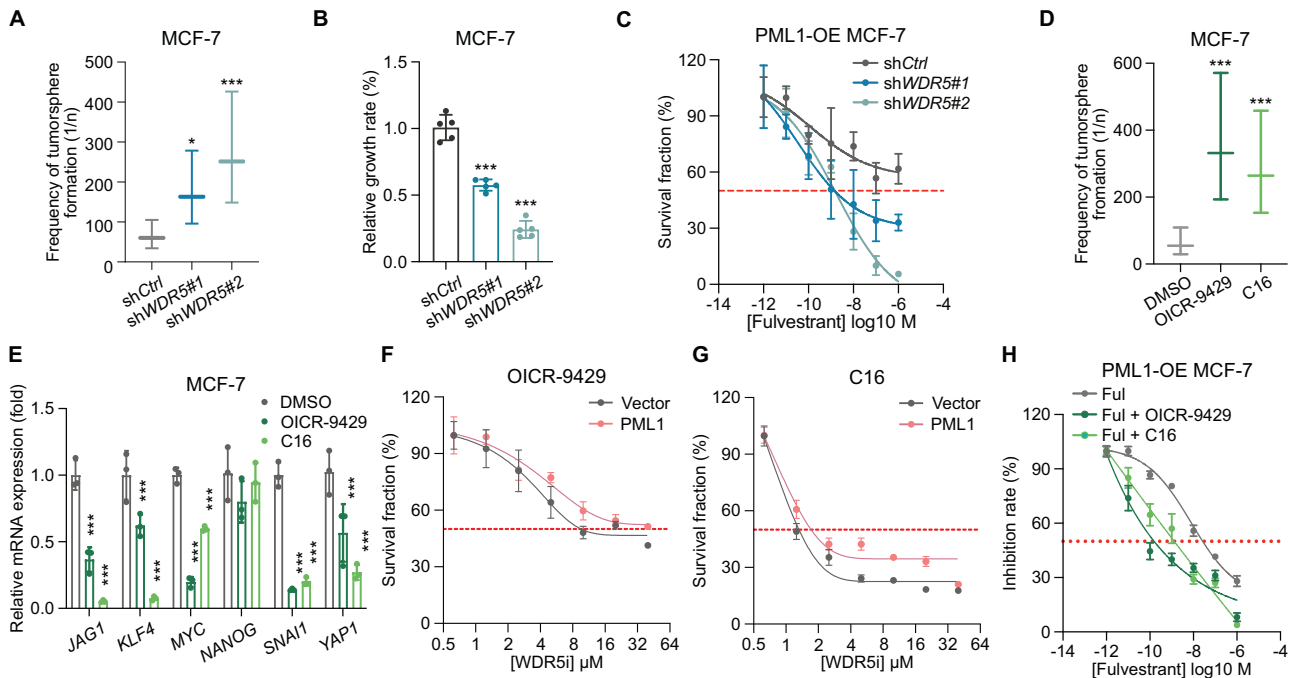 A
MCF-7
Frequency of tumorsphere
formation (1/n)
500
400
300
200
100
0
*
***
shCtrl
shWDR5#1
shWDR5#2
B
MCF-7
Relative growth rate (%)
1.5
1.0
0.5
0.0
***
***
shCtrl
shWDR5#1
shWDR5#2
C
PML1-OE MCF-7
shCtrl
shWDR5#1
shWDR5#2
Survival fraction (%)
120
90
60
30
0
-14 -12 -10 -8 -6 -4
[Fulvestrant] log10 M
D
MCF-7
Frequency of tumorsphere
fromation (1/n)
600
400
200
0
***
***
DMSO
OICR-9429
C16
E
MCF-7
DMSO
OICR-9429
C16
Relative mRNA expression (fold)
1.5
1.0
0.5
0.0
***
***
***
***
***
***
***
***
***
***
JAG1
KLF4
MYC
NANOG
SNAI1
YAP1
F
OICR-9429
Vector
PML1
Survival fraction (%)
120
90
60
30
0
0.5 1 2 4 8 16 32 64
[WDR5i] µM
G
C16
Vector
PML1
Survival fraction (%)
120
90
60
30
0
0.5 1 2 4 8 16 32 64
[WDR5i] µM
H
PML1-OE MCF-7
Ful
Ful + OICR-9429
Ful + C16
Inhibition rate (%)
120
90
60
30
0
-14 -12 -10 -8 -6 -4
[Fulvestrant] log10 M